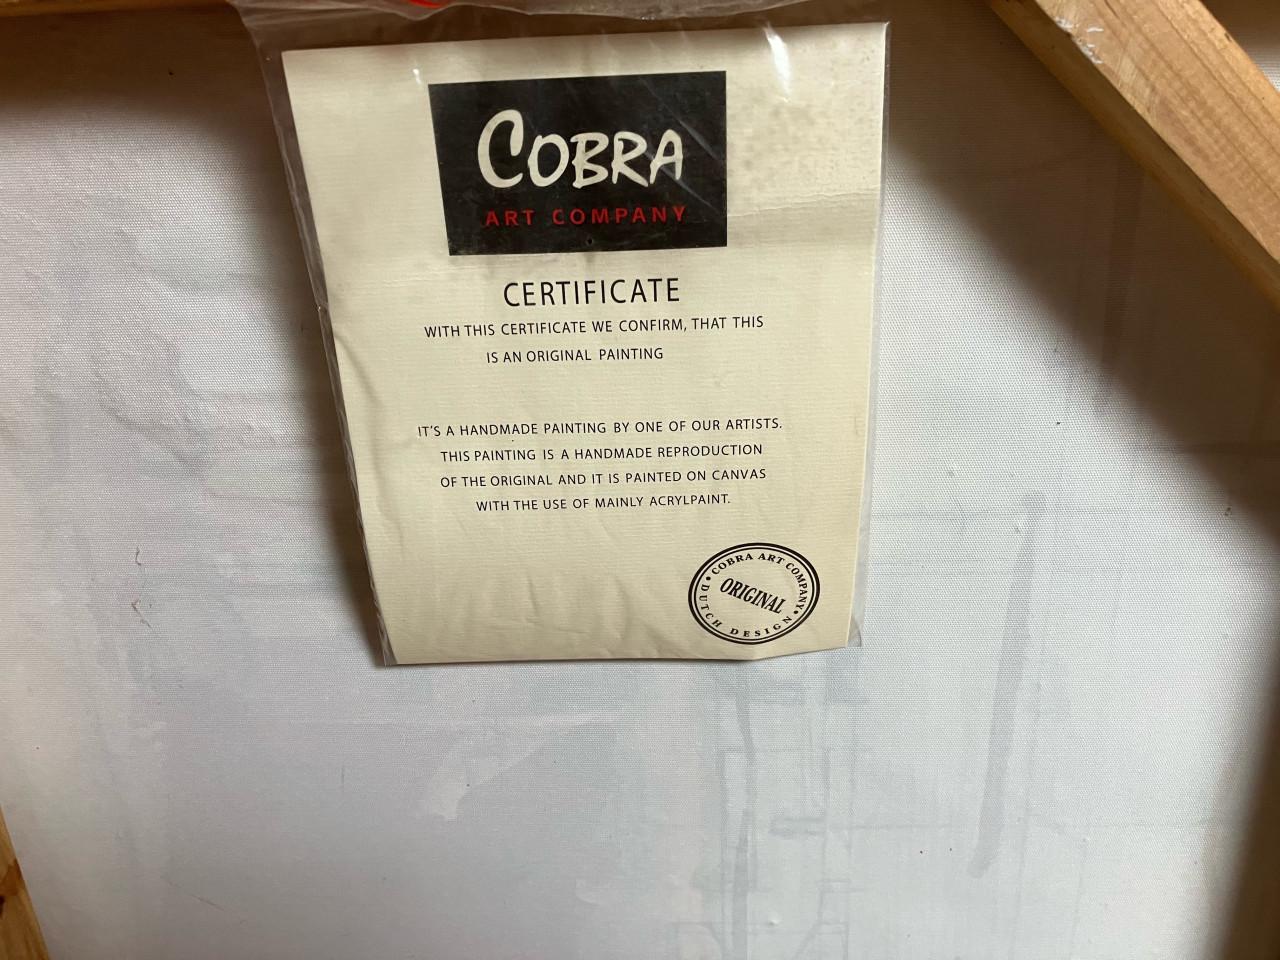 COBRA
ART COMPANY
CERTIFICATE
WITH THIS CERTIFICATE WE CONFIRM, THAT THIS
IS AN ORIGINAL PAINTING
IT'S A HANDMADE PAINTING BY ONE OF OUR ARTISTS.
THIS PAINTING IS A HANDMADE REPRODUCTION
OF THE ORIGINAL AND IT IS PAINTED ON CANVAS
WITH THE USE OF MAINLY ACRYLPAINT.
COBRA ART COMPANY
ORIGINAL
DUTCH DESIGN